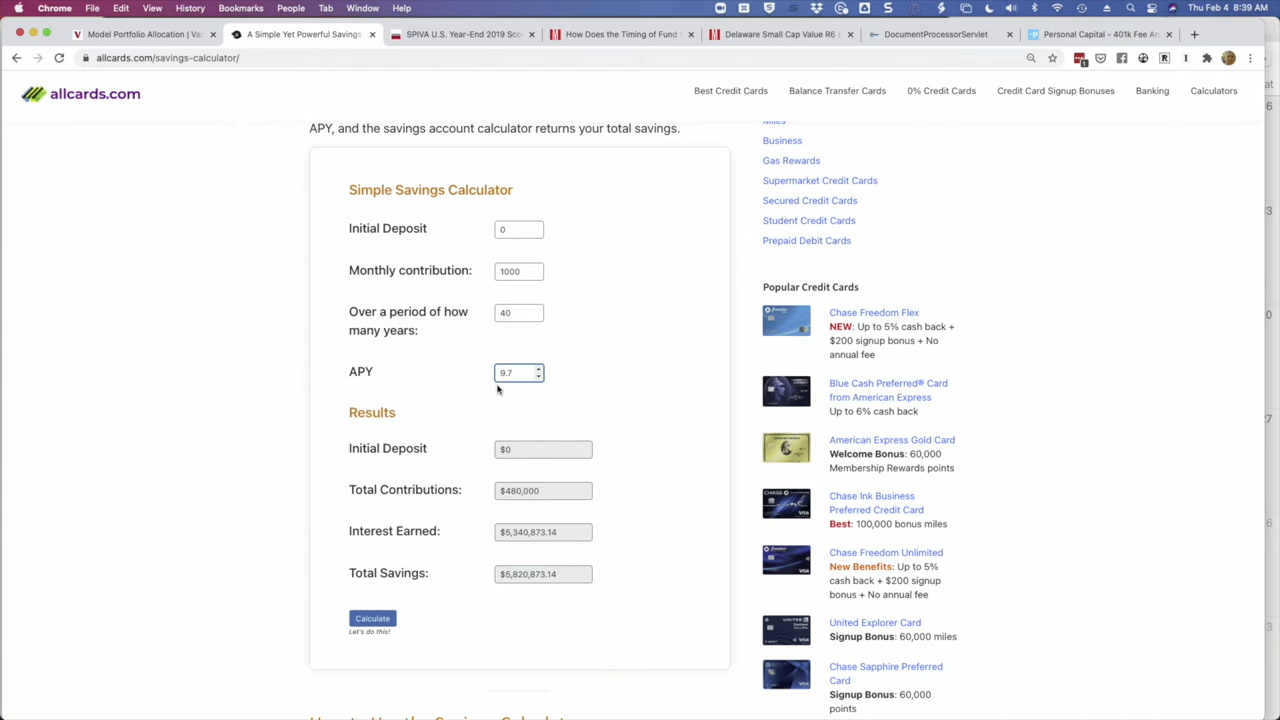 Chrome File Edit View History Bookmarks People Tab Window Help
8:39 AM
Model Portfolio Allocation | Van
A Simple Yet Powerful Savings
SPIVA U.S. Year-End 2019 Sco
How Does the Timing of Fund
Delaware Small Cap Value R6
DocumentProcessorServlet
Personal Capital - 401k Fee An
allcards.com/savings-calculator/
allcards.com
Best Credit Cards
Balance Transfer Cards
0% Credit Cards
Credit Card Signup Bonuses
Banking
Calculators
APY, and the savings account calculator returns your total savings.
Simple Savings Calculator
Initial Deposit
0
Monthly contribution:
1000
Over a period of how
many years:
40
APY
9.7
Results
Initial Deposit
$0
Total Contributions:
$480,000
Interest Earned:
$5,340,873.14
Total Savings:
$5,820,873.14
Calculate
Let's do this!
Miles
Business
Gas Rewards
Supermarket Credit Cards
Secured Credit Cards
Student Credit Cards
Prepaid Debit Cards
Popular Credit Cards
Chase Freedom Flex
NEW: Up to 5% cash back +
$200 signup bonus + No
annual fee
Blue Cash Preferred® Card
from American Express
Up to 6% cash back
American Express Gold Card
Welcome Bonus: 60,000
Membership Rewards points
Chase Ink Business
Preferred Credit Card
Best: 100,000 bonus miles
Chase Freedom Unlimited
New Benefits: Up to 5%
cash back + $200 signup
bonus + No annual fee
United Explorer Card
Signup Bonus: 60,000 miles
Chase Sapphire Preferred
Card
Signup Bonus: 60,000
points